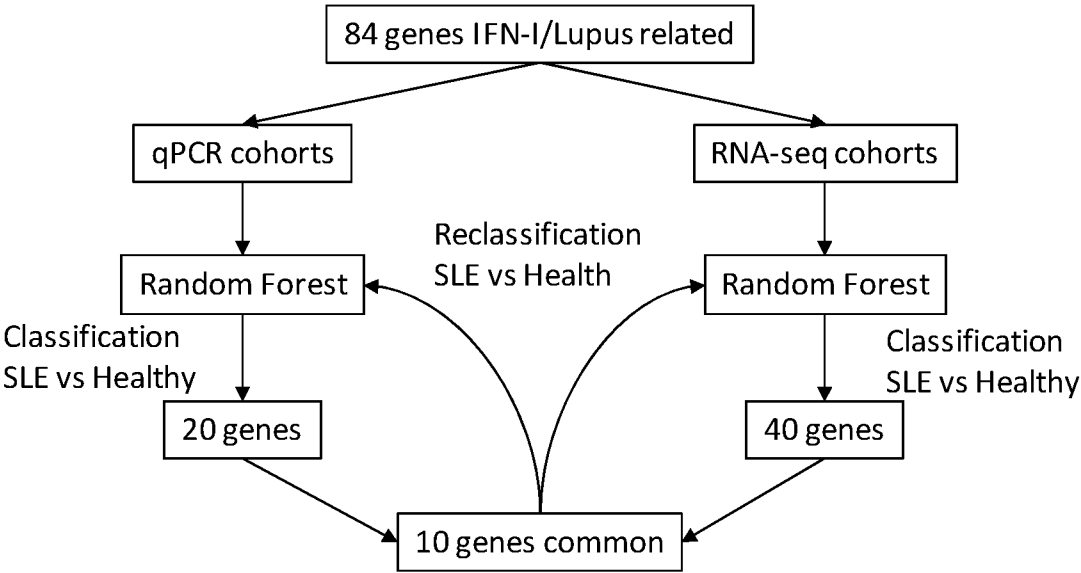 84 genes IFN-I/Lupus related
qPCR cohorts
RNA-seq cohorts
Reclassification
SLE vs Health
Random Forest
Random Forest
Classification
SLE vs Healthy
Classification
SLE vs Healthy
20 genes
40 genes
10 genes common